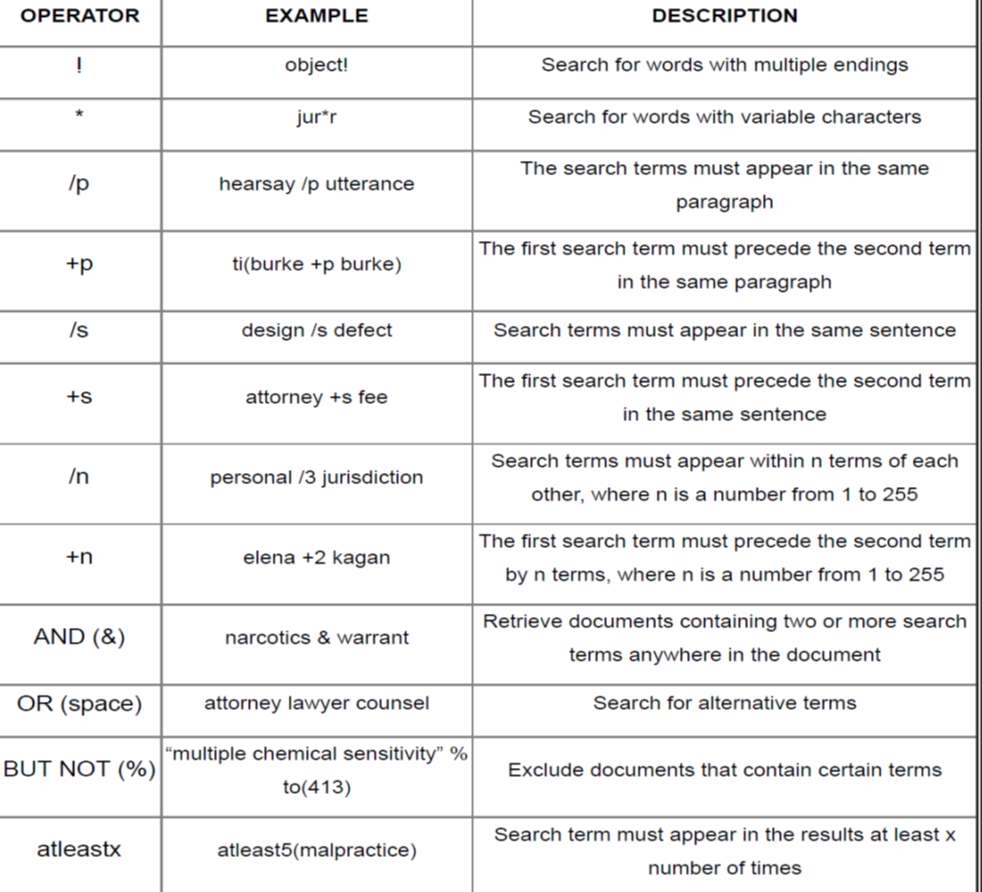 OPERATOR EXAMPLE DESCRIPTION
! object! Search for words with multiple endings
* jur*r Search for words with variable characters
/p hearsay /p utterance The search terms must appear in the same
paragraph
+p ti(burke +p burke) The first search term must precede the second term
in the same paragraph
/s design /s defect Search terms must appear in the same sentence
+s attorney +s fee The first search term must precede the second term
in the same sentence
/n personal /3 jurisdiction Search terms must appear within n terms of each
other, where n is a number from 1 to 255
+n elena +2 kagan The first search term must precede the second term
by n terms, where n is a number from 1 to 255
AND (&) narcotics & warrant Retrieve documents containing two or more search
terms anywhere in the document
OR (space) attorney lawyer counsel Search for alternative terms
BUT NOT (%) “multiple chemical sensitivity” %
to(413) Exclude documents that contain certain terms
atleastx atleast5(malpractice) Search term must appear in the results at least x
number of times